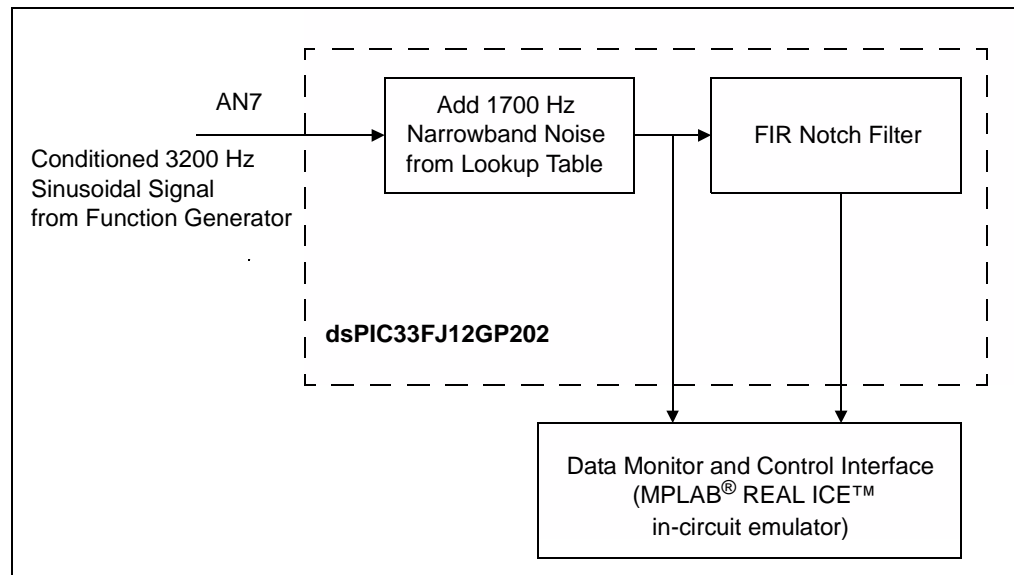 AN7
Conditioned 3200 Hz
Sinusoidal Signal
from Function Generator
Add 1700 Hz
Narrowband Noise
from Lookup Table
FIR Notch Filter
dsPIC33FJ12GP202
Data Monitor and Control Interface
(MPLAB® REAL ICE™
in-circuit emulator)